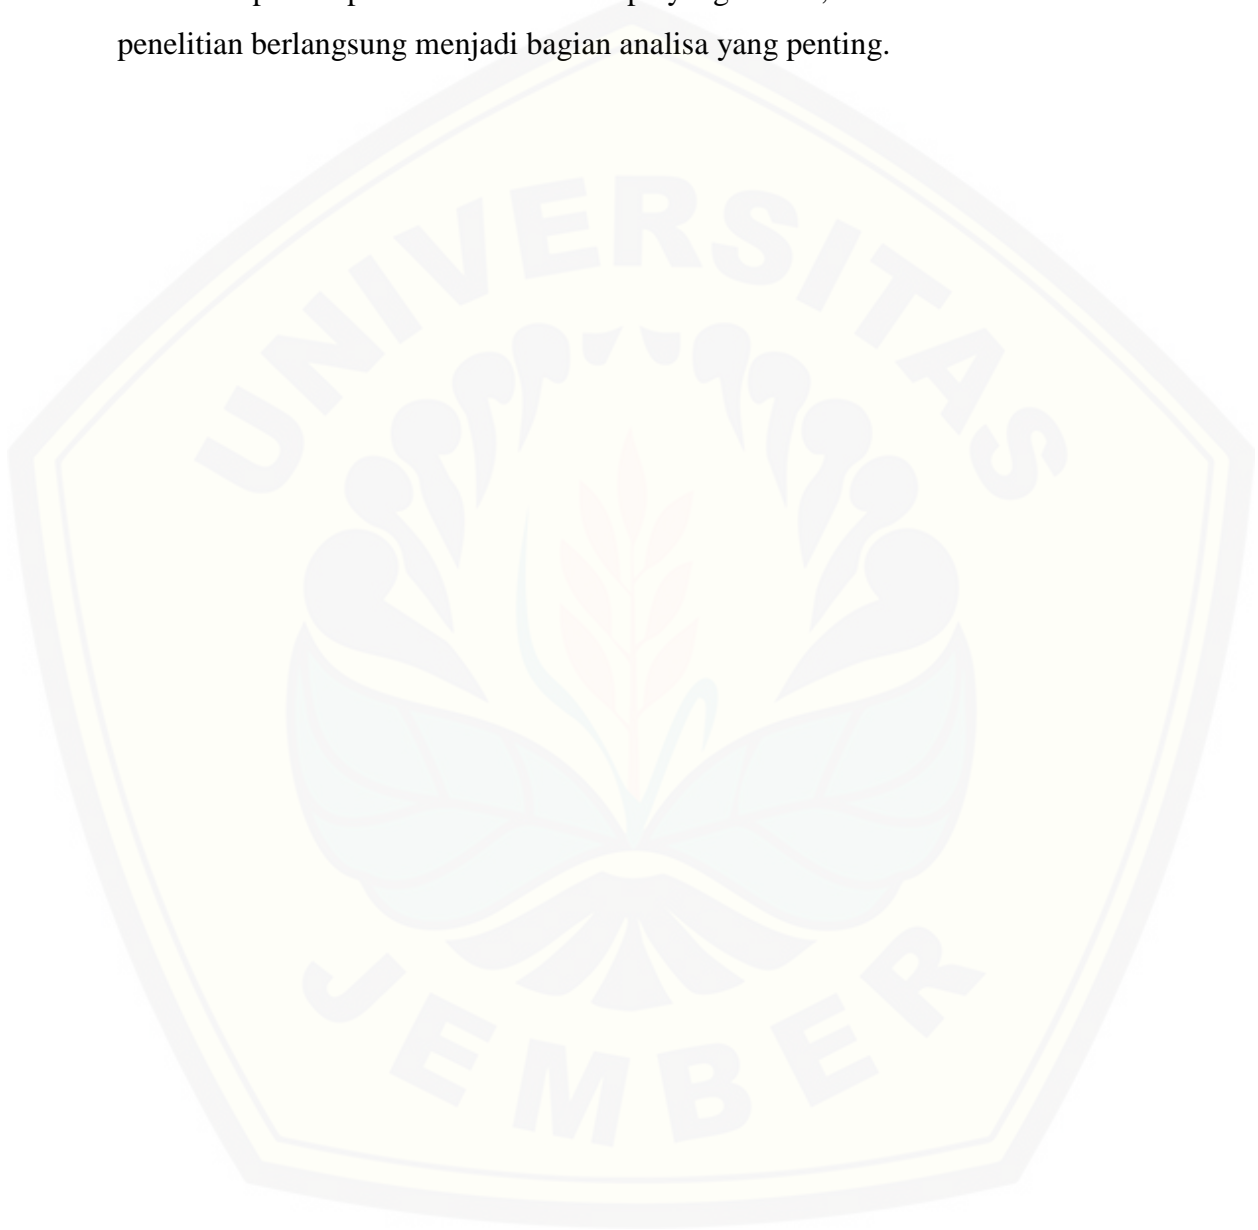 penelitian berlangsung menjadi bagian analisa yang penting.
UNIVERSITAS
JEMBER